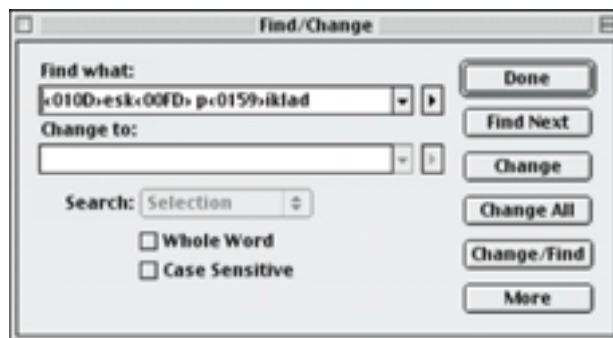 Find/Change
Find what:
‹010D›esk‹00FD› p‹0159›iklad
Change to:
Search: Selection
Whole Word
Case Sensitive
Done
Find Next
Change
Change All
Change/Find
More